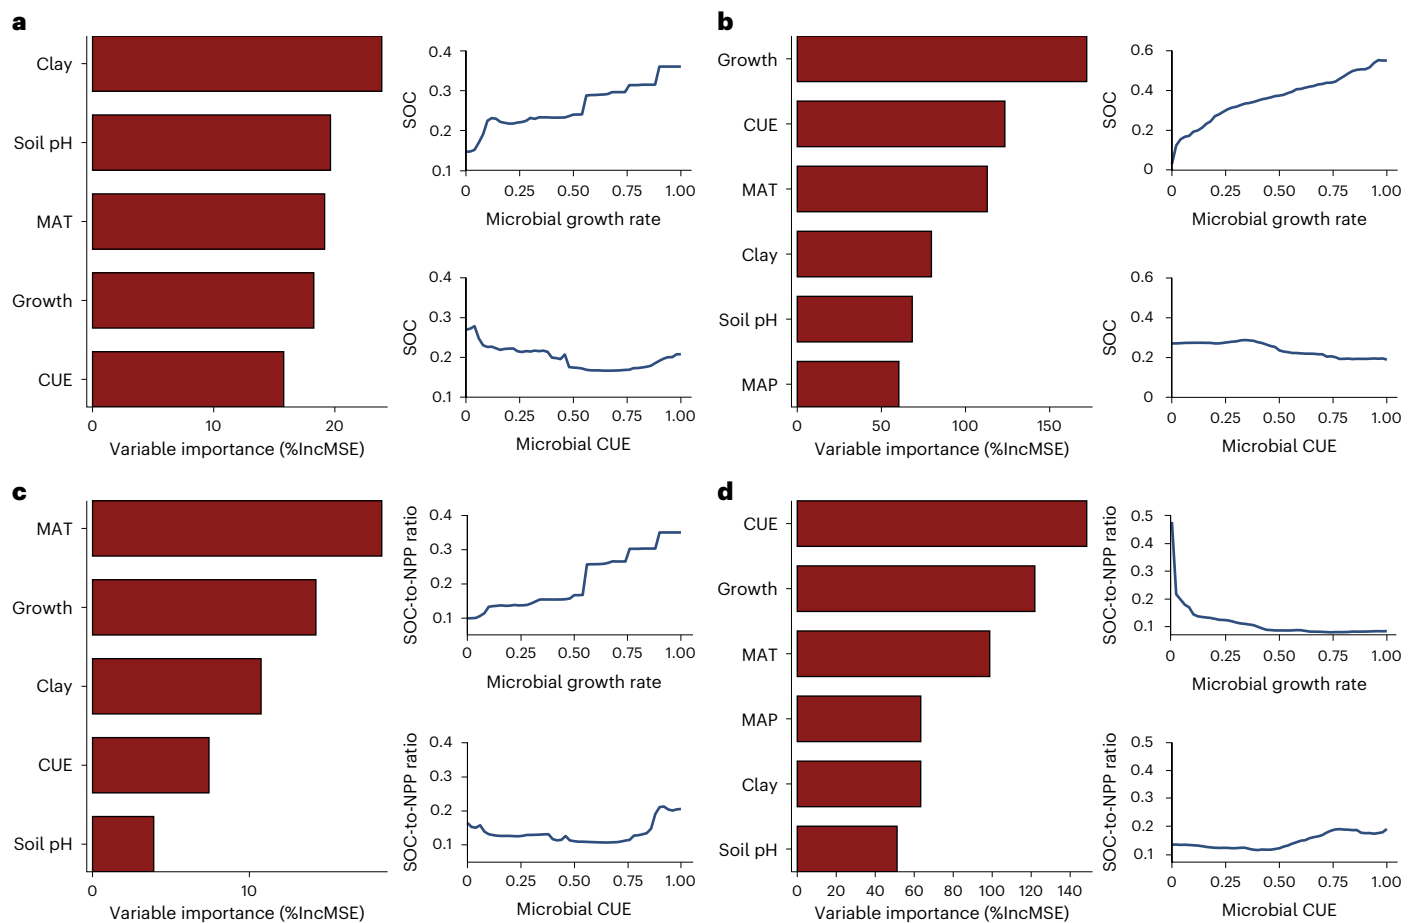 a
Clay
Soil pH
MAT
Growth
CUE
0
10
20
Variable importance (%IncMSE)
SOC
0.4
0.3
0.2
0.1
0
0.25
0.50
0.75
1.00
Microbial growth rate
SOC
0.4
0.3
0.2
0.1
0
0.25
0.50
0.75
1.00
Microbial CUE
b
Growth
CUE
MAT
Clay
Soil pH
MAP
0
50
100
150
Variable importance (%IncMSE)
SOC
0.6
0.4
0.2
0
0
0.25
0.50
0.75
1.00
Microbial growth rate
SOC
0.6
0.4
0.2
0
0
0.25
0.50
0.75
1.00
Microbial CUE
c
MAT
Growth
Clay
CUE
Soil pH
0
10
Variable importance (%IncMSE)
SOC-to-NPP ratio
0.4
0.3
0.2
0.1
0
0.25
0.50
0.75
1.00
Microbial growth rate
SOC-to-NPP ratio
0.4
0.3
0.2
0.1
0
0.25
0.50
0.75
1.00
Microbial CUE
d
CUE
Growth
MAT
MAP
Clay
Soil pH
0
20
40
60
80
100
120
140
Variable importance (%IncMSE)
SOC-to-NPP ratio
0.5
0.4
0.3
0.2
0.1
0
0.25
0.50
0.75
1.00
Microbial growth rate
SOC-to-NPP ratio
0.5
0.4
0.3
0.2
0.1
0
0.25
0.50
0.75
1.00
Microbial CUE